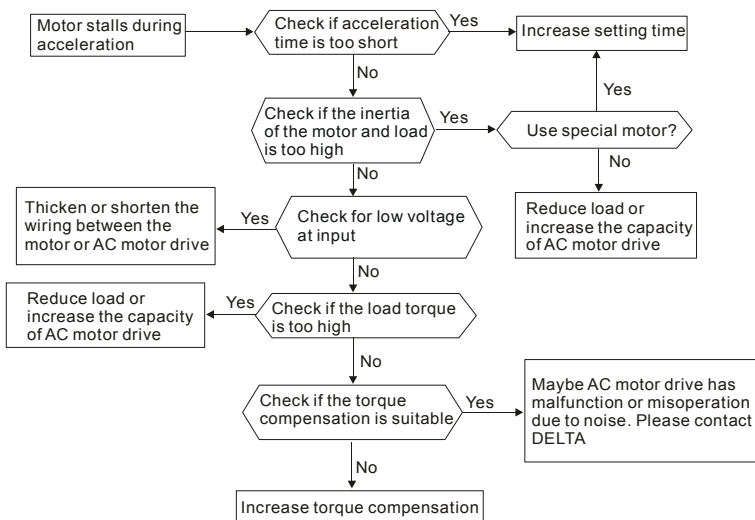 Motor stalls during
acceleration
Check if acceleration
time is too short
Yes
Increase setting time
No
Yes
Check if the inertia
of the motor and load
is too high
Yes
Use special motor?
No
No
Thicken or shorten the
wiring between the
motor or AC motor drive
Yes
Check for low voltage
at input
Reduce load or
increase the capacity
of AC motor drive
No
Reduce load or
increase the capacity
of AC motor drive
Yes
Check if the load torque
is too high
No
Check if the torque
compensation is suitable
Yes
Maybe AC motor drive has
malfunction or misoperation
due to noise. Please contact
DELTA
No
Increase torque compensation